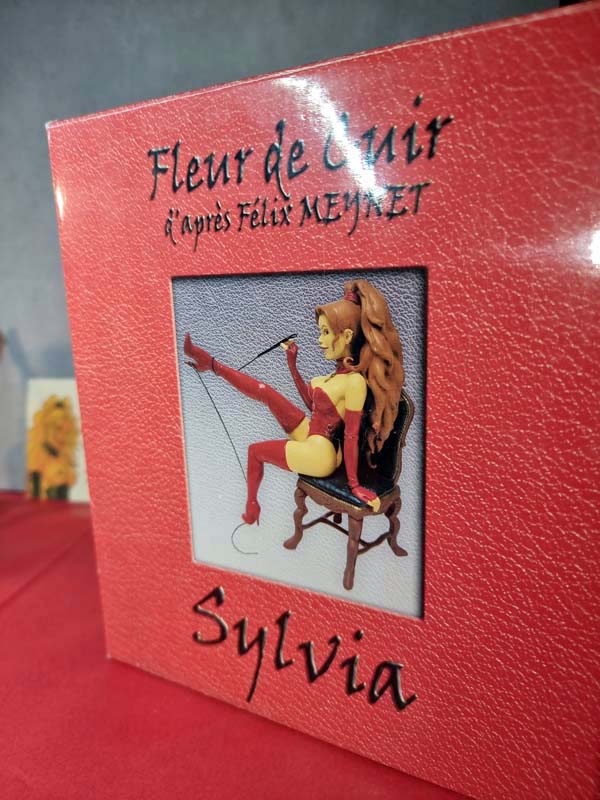 Fleur de Cuir
d'après Félix MEYNET
Sylvia